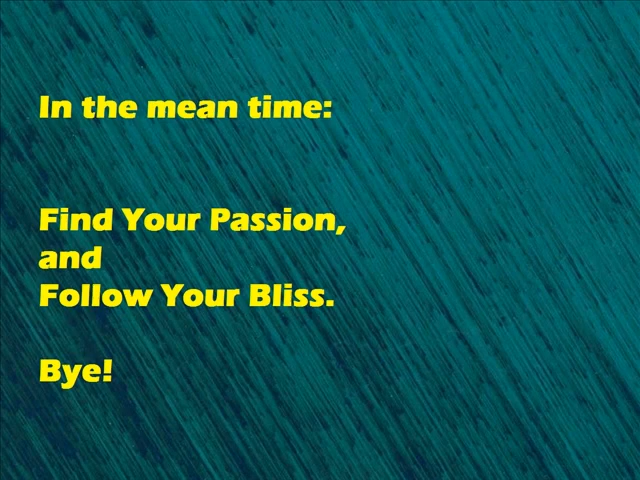 In the mean time:
Find Your Passion,
and
Follow Your Bliss.
Bye!